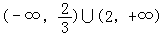 (−∞, 2/3)∪(2, +∞)